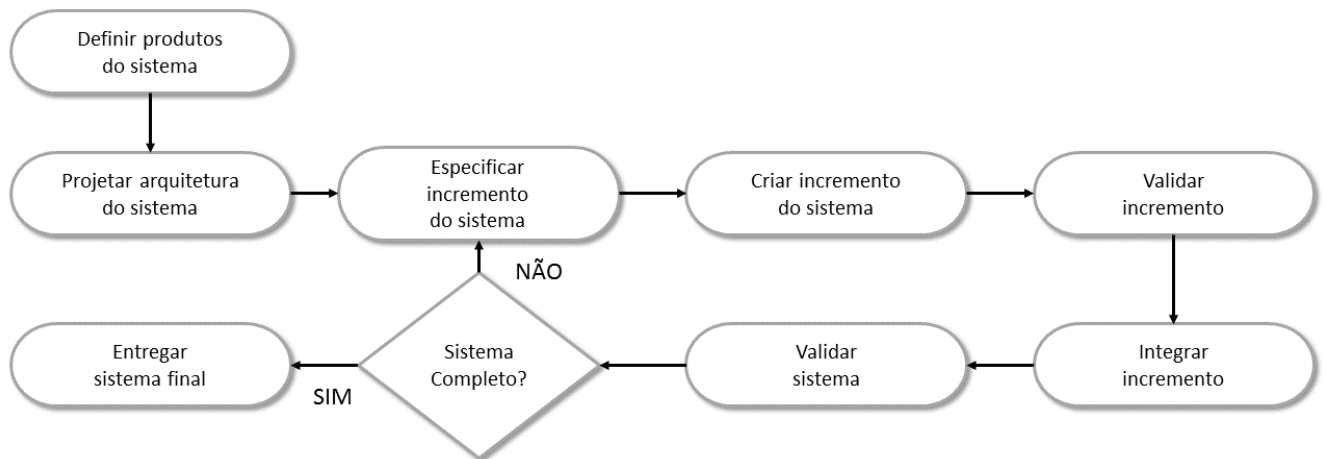 Definir produtos
do sistema
Projetar arquitetura
do sistema
Especificar
incremento
do sistema
Criar incremento
do sistema
Validar
incremento
NÃO
Entregar
sistema final
SIM
Sistema
Completo?
Validar
sistema
Integrar
incremento